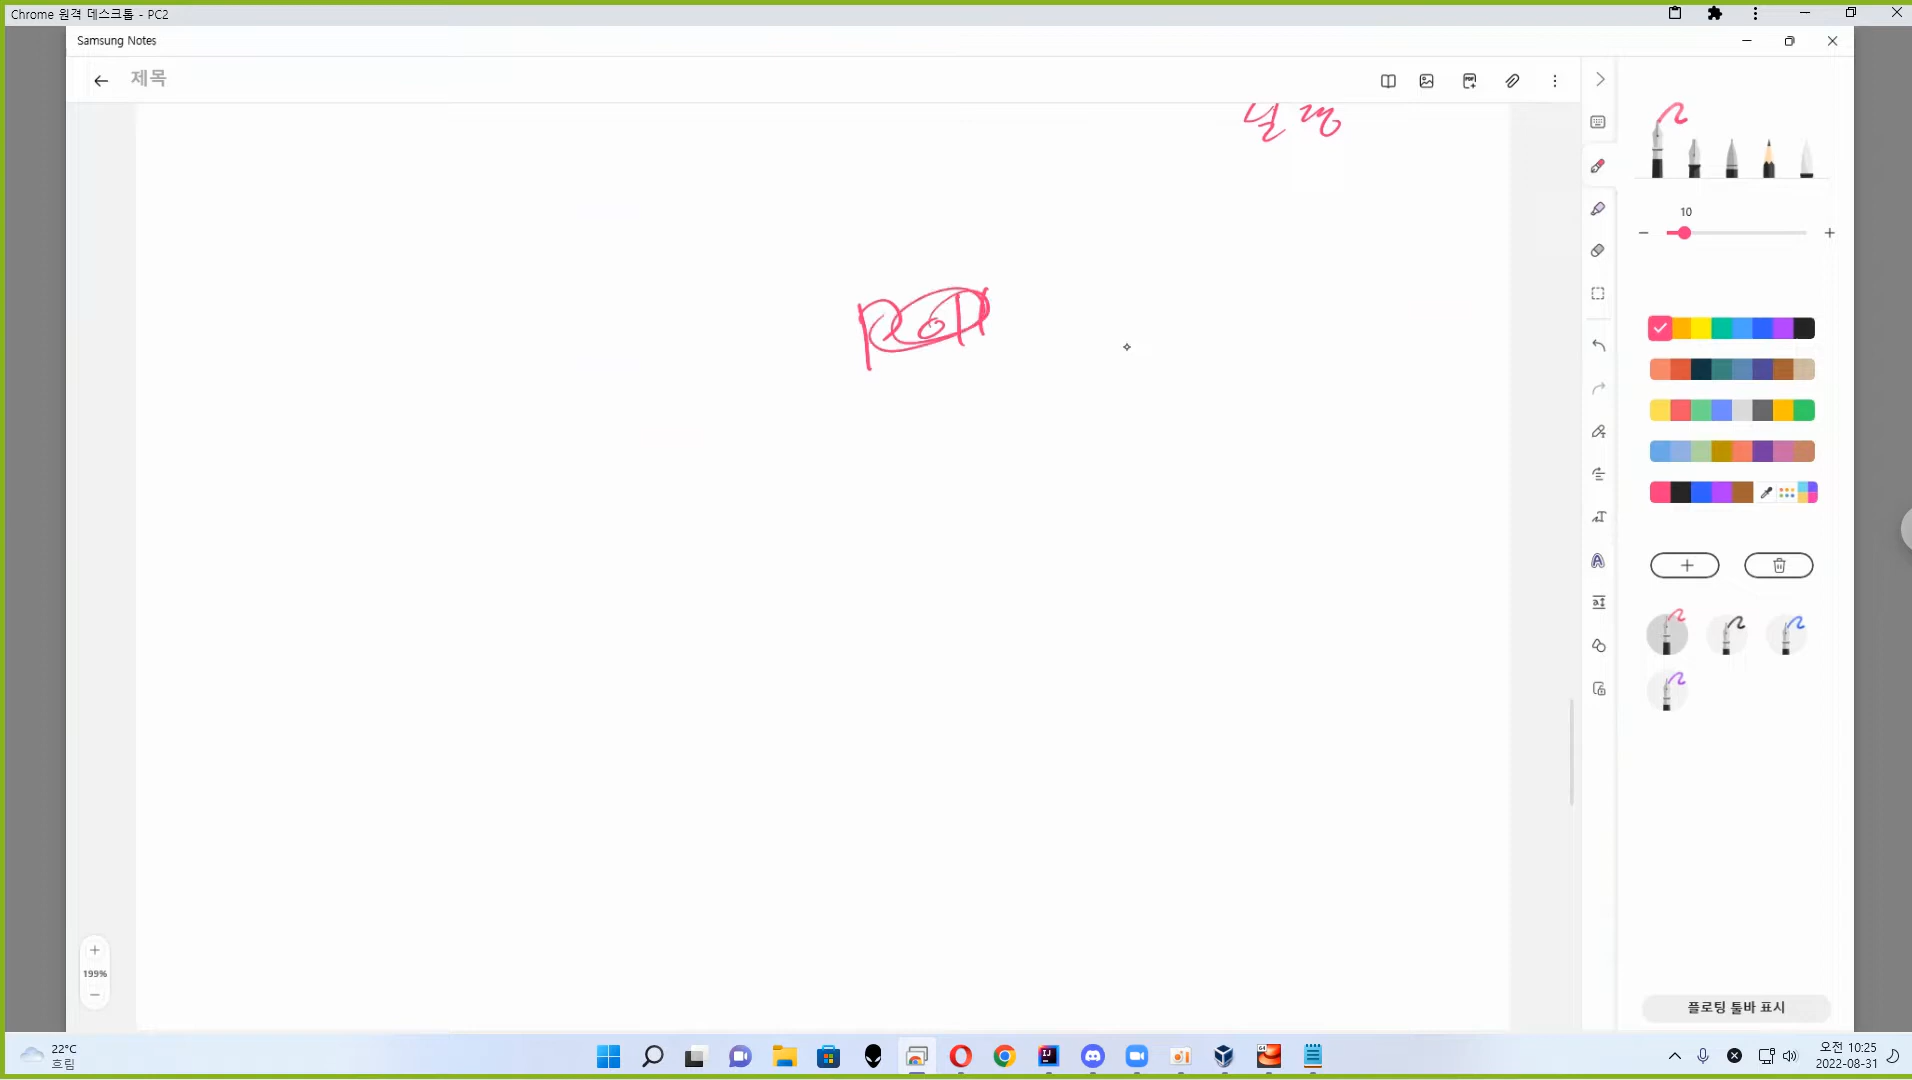 Chrome 원격 데스크톱 - PC2
Samsung Notes
제목
10
199%
플로팅 툴바 표시
22°C
흐림
오전 10:25
2022-08-31